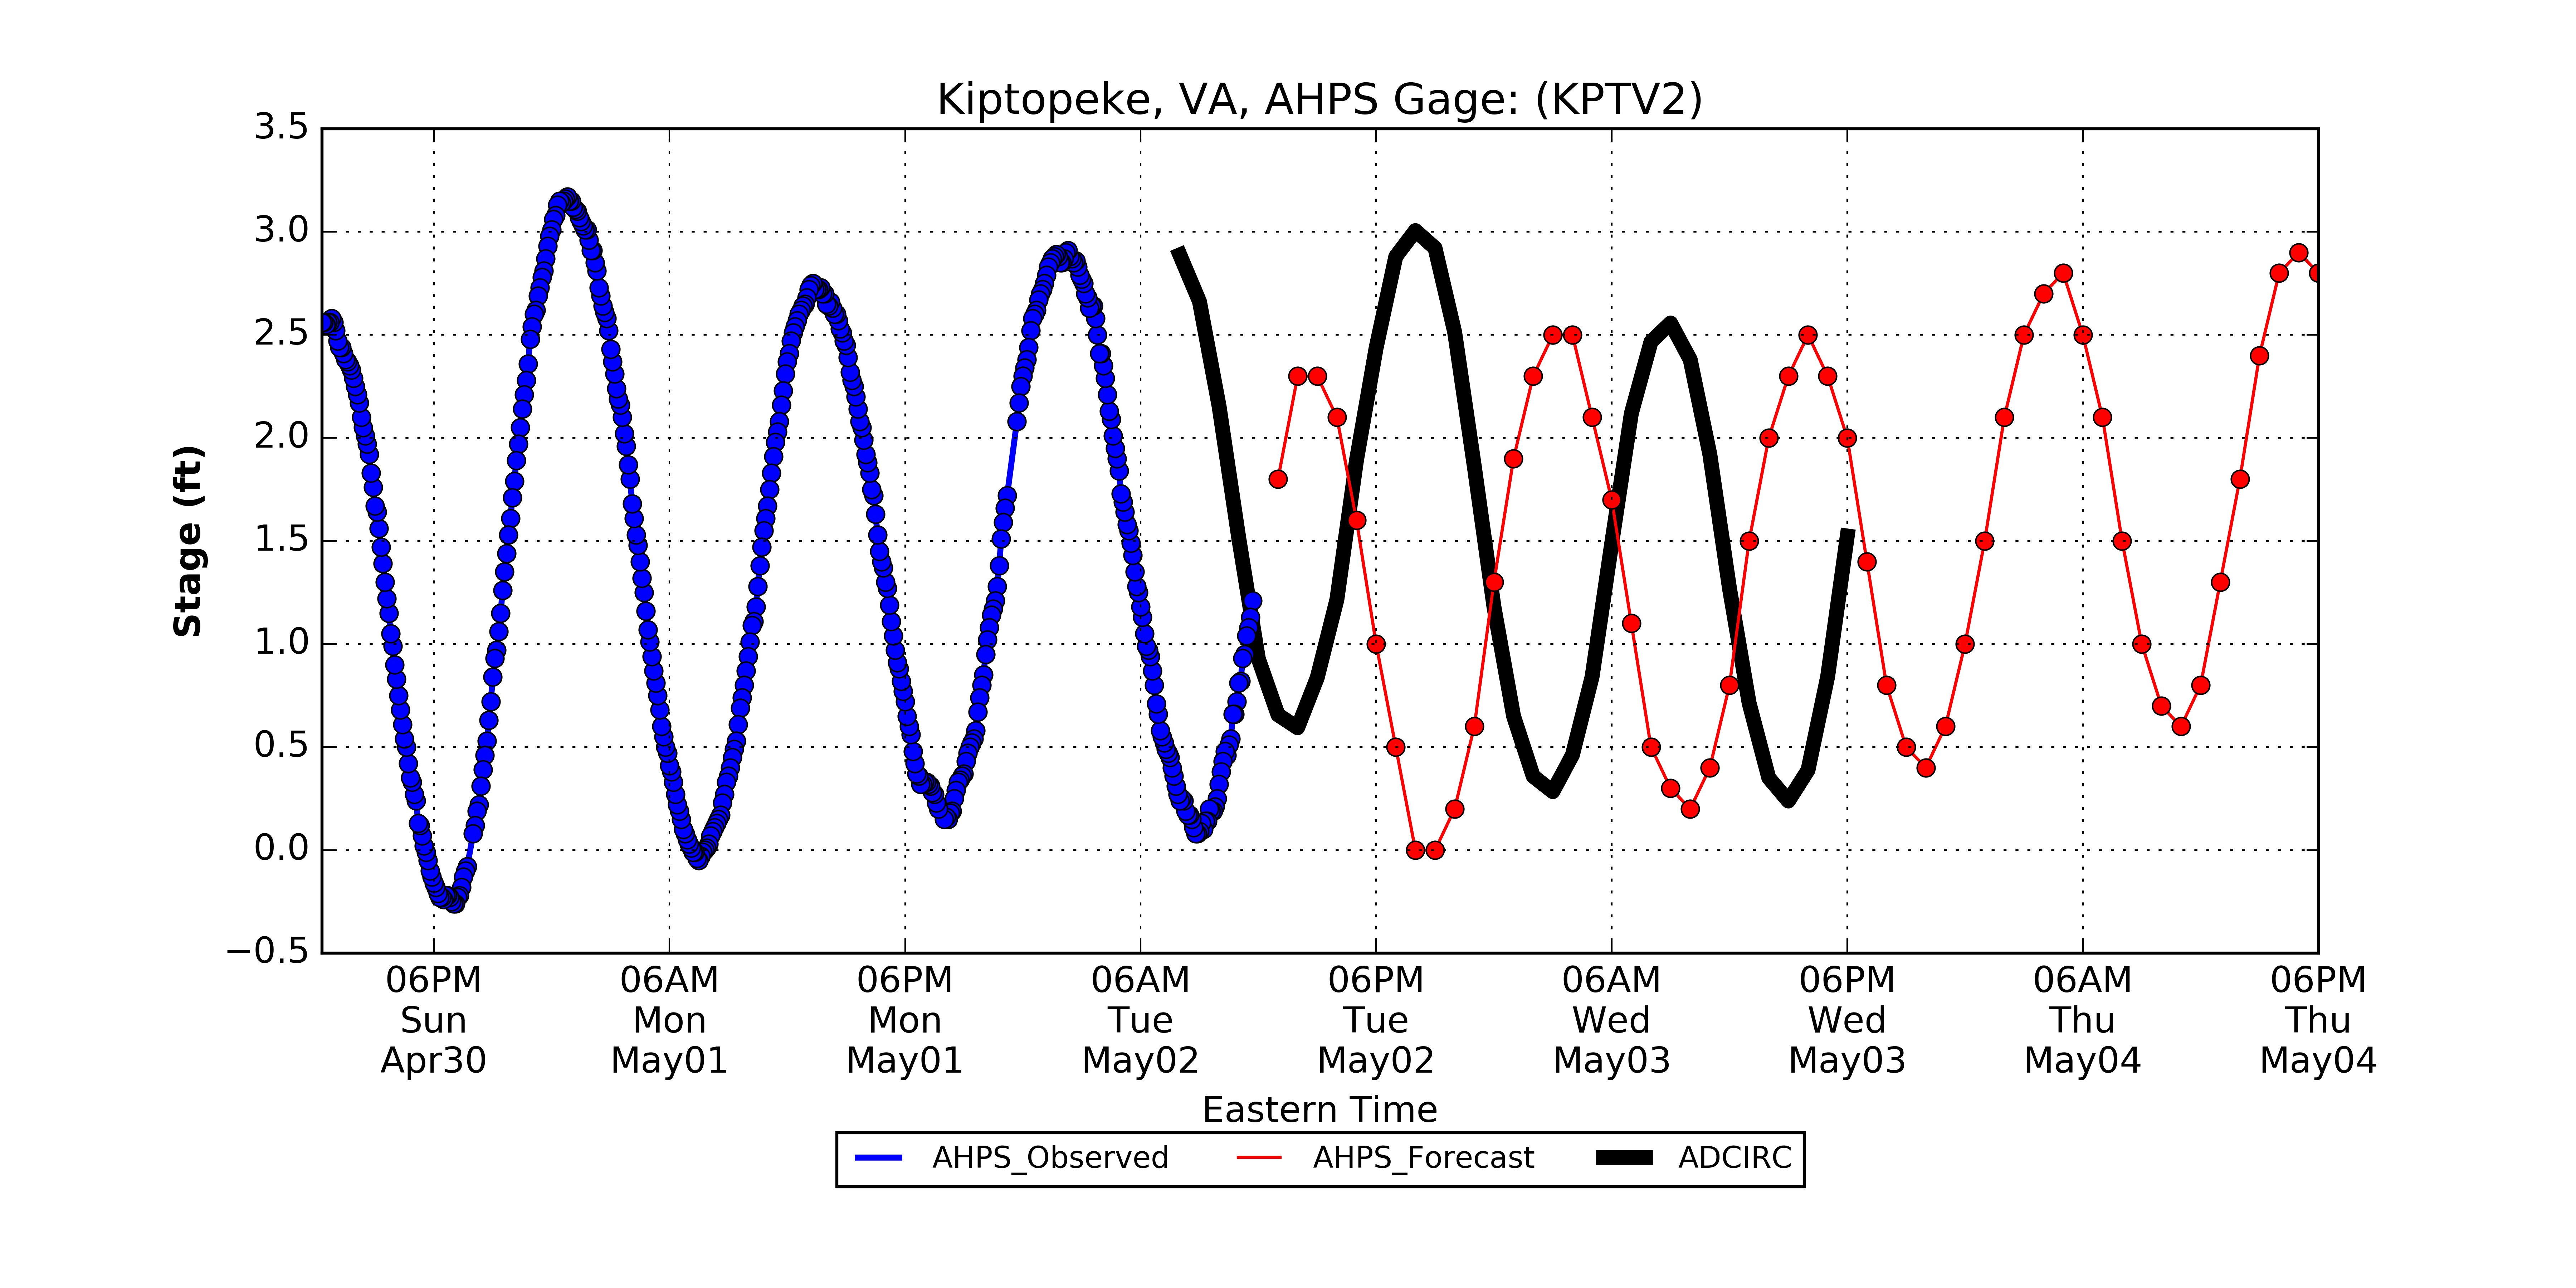 Kiptopeke, VA, AHPS Gage: (KPTV2)
Stage (ft)
3.5
3.0
2.5
2.0
1.5
1.0
0.5
0.0
−0.5
06PM 06AM 06PM 06AM 06PM 06AM 06PM 06AM 06PM
Sun Mon Mon Tue Tue Wed Wed Thu Thu
Apr30 May01 May01 May02 May02 May03 May03 May04 May04
Eastern Time
AHPS_Observed AHPS_Forecast ADCIRC